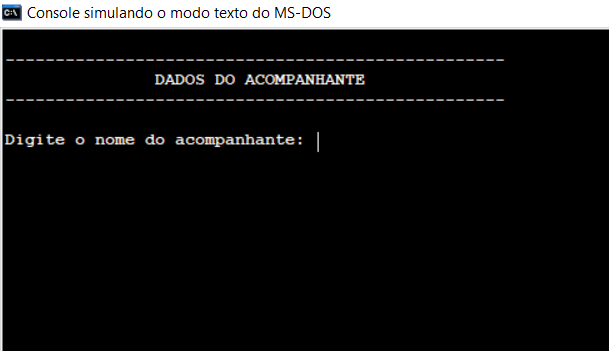 C:\
Console simulando o modo texto do MS-DOS
--------------------------------------------------
DADOS DO ACOMPANHANTE
--------------------------------------------------
Digite o nome do acompanhante: